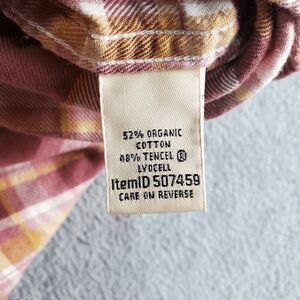 52% ORGANIC
COTTON
48% TENCEL ®
LYOCELL
ItemID 507459
CARE ON REVERSE